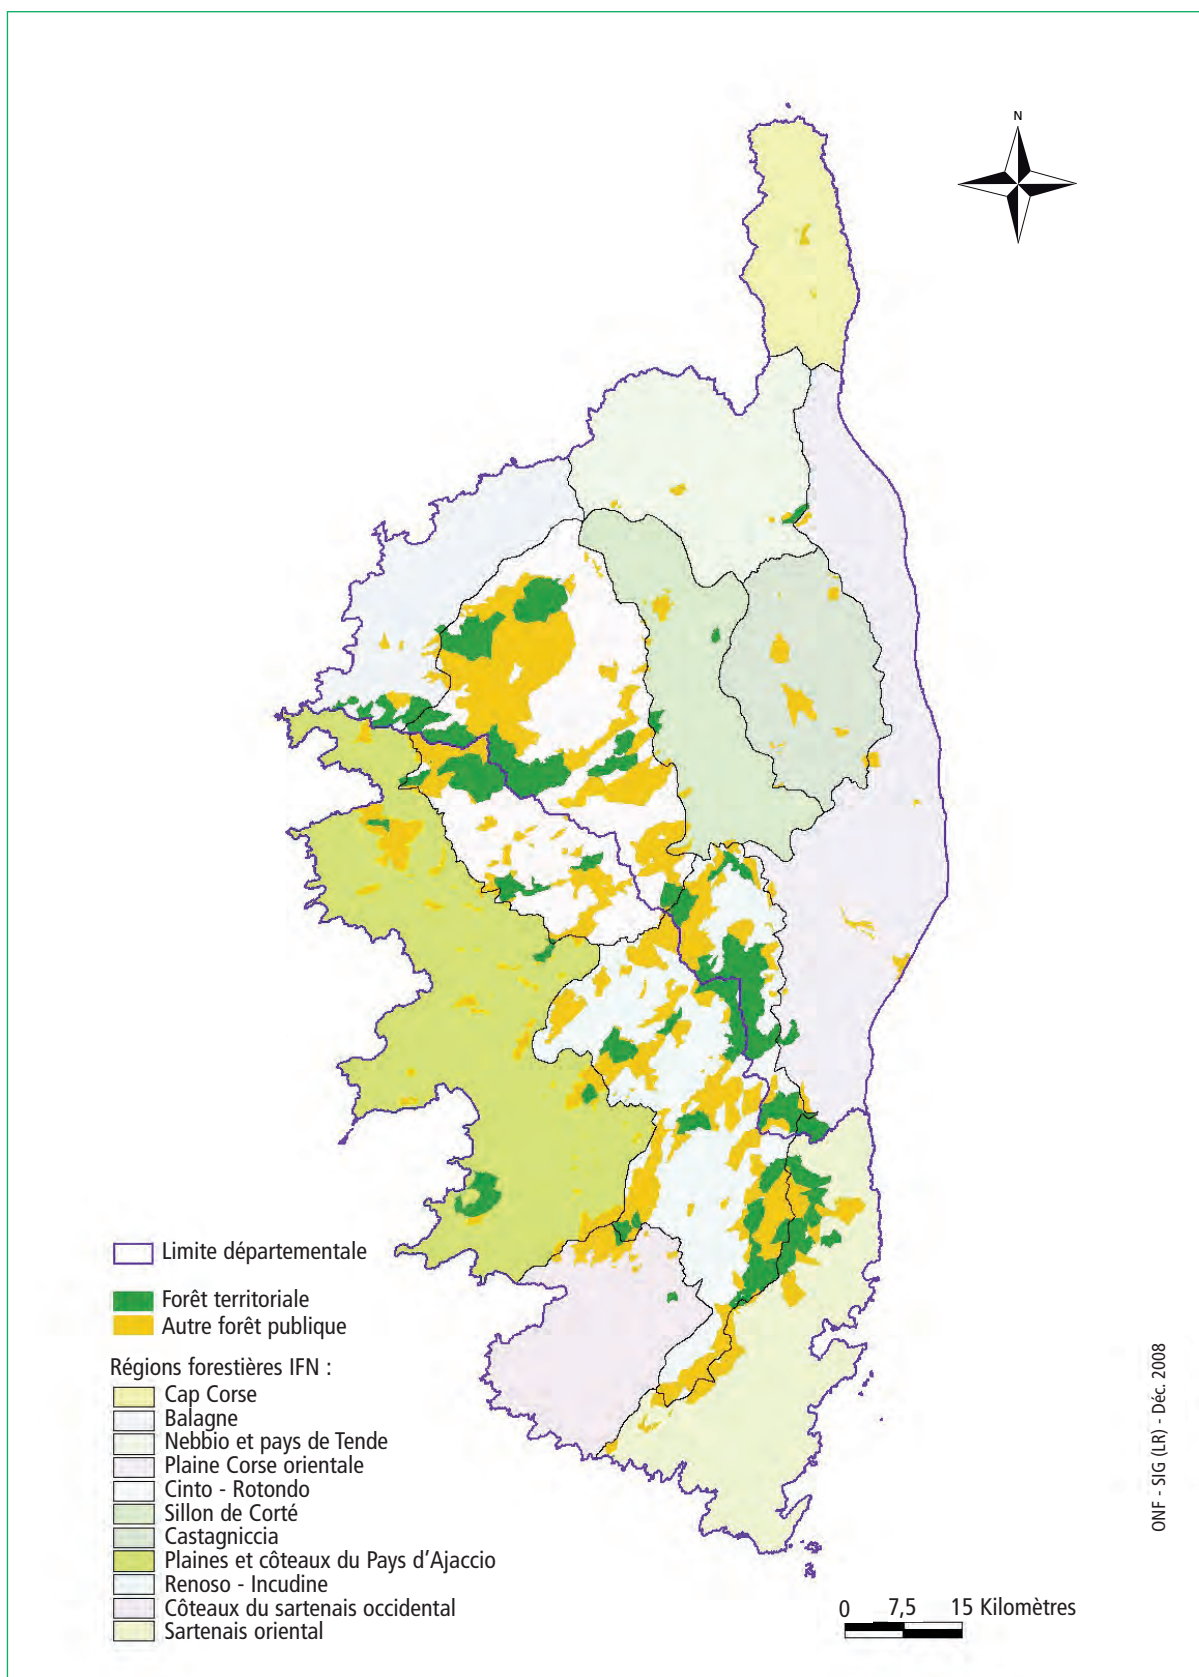 N
Limite départementale
Forêt territoriale
Autre forêt publique
Régions forestières IFN :
Cap Corse
Balagne
Nebbio et pays de Tende
Plaine Corse orientale
Cinto - Rotondo
Sillon de Corté
Castagniccia
Plaines et côteaux du Pays d'Ajaccio
Renoso - Incudine
Côteaux du sartenais occidental
Sartenais oriental
0 7,5 15 Kilomètres
ONF - SIG (LR) - Déc. 2008